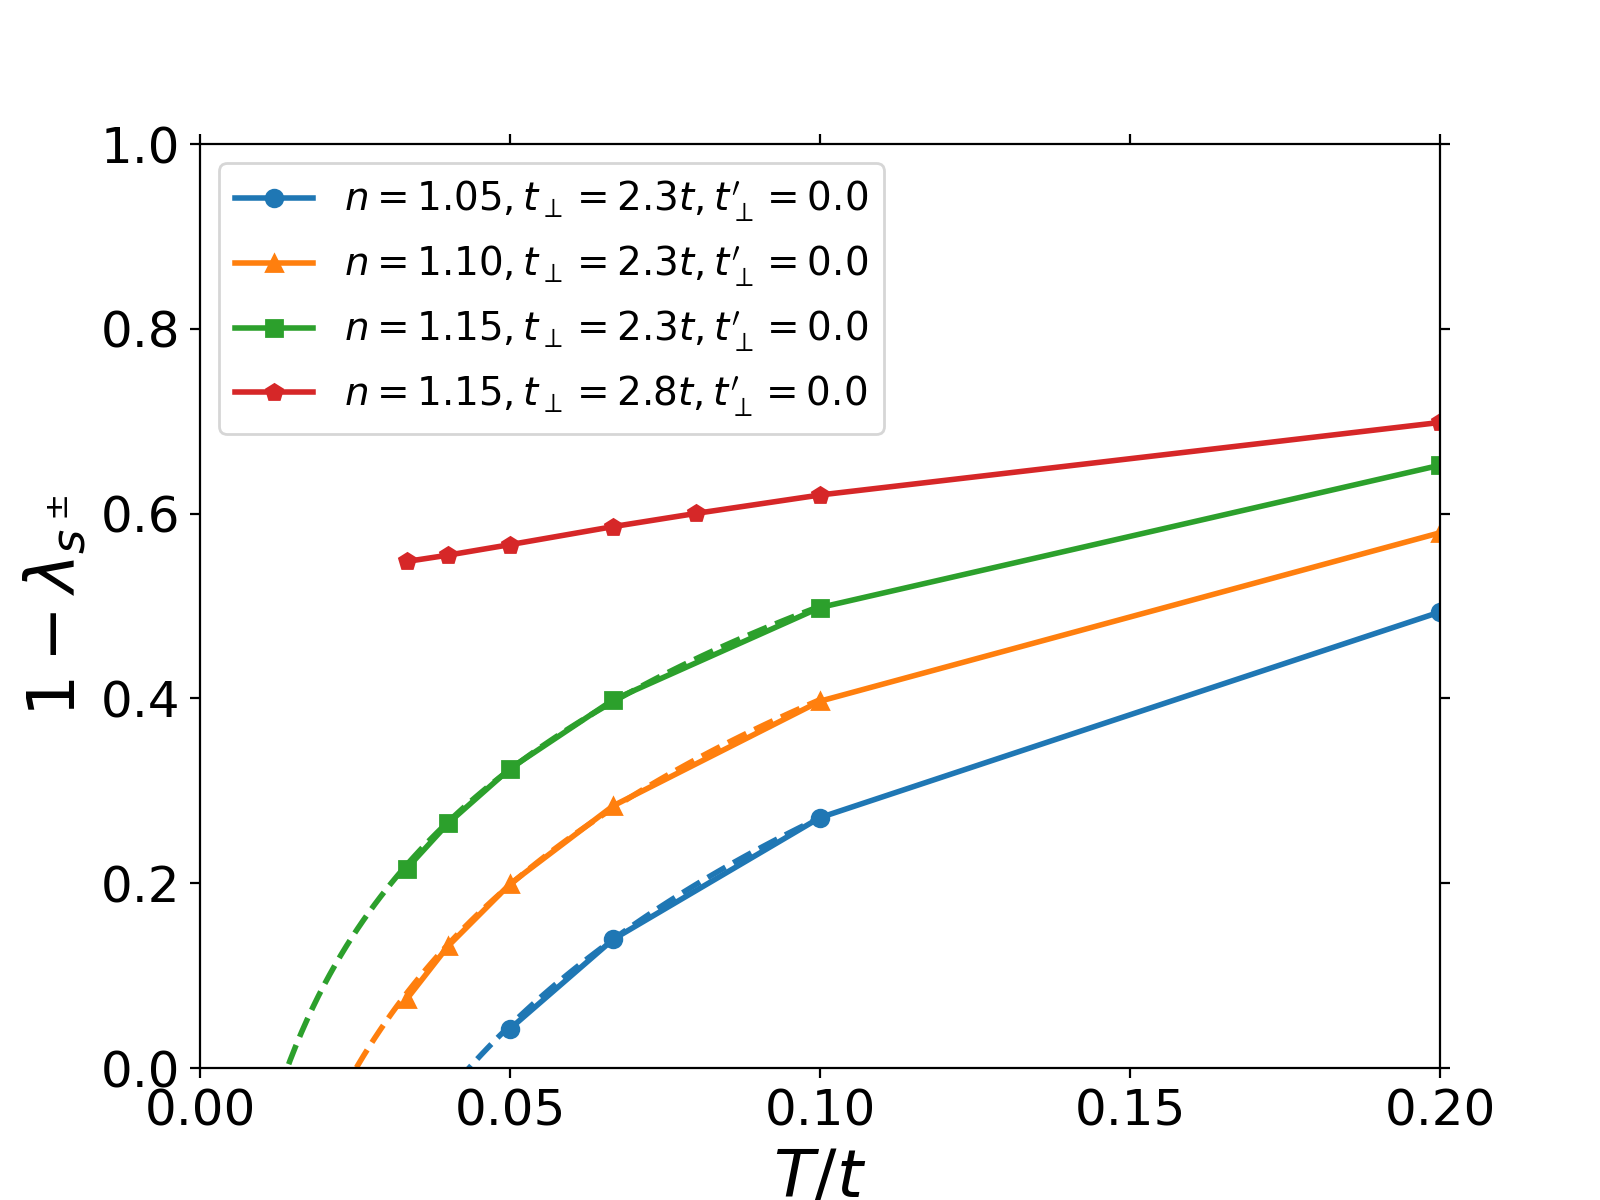 1.0
0.8
0.6
0.4
0.2
0.0
0.00 0.05 0.10 0.15 0.20
T/t
1 − λ_{s^±}
n = 1.05, t_⊥ = 2.3t, t′_⊥ = 0.0
n = 1.10, t_⊥ = 2.3t, t′_⊥ = 0.0
n = 1.15, t_⊥ = 2.3t, t′_⊥ = 0.0
n = 1.15, t_⊥ = 2.8t, t′_⊥ = 0.0